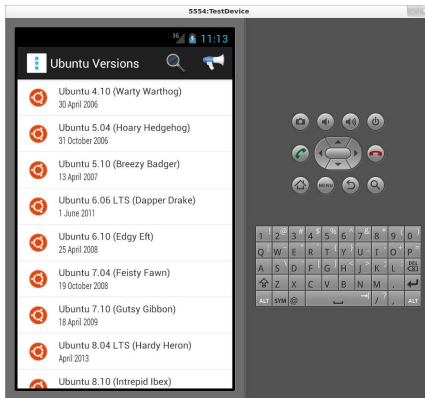 5554:TestDevice
3G 11:13
Ubuntu Versions
Ubuntu 4.10 (Warty Warthog)
30 April 2006
Ubuntu 5.04 (Hoary Hedgehog)
31 October 2006
Ubuntu 5.10 (Breezy Badger)
13 April 2007
Ubuntu 6.06 LTS (Dapper Drake)
1 June 2011
Ubuntu 6.10 (Edgy Eft)
25 April 2008
Ubuntu 7.04 (Feisty Fawn)
19 October 2008
Ubuntu 7.10 (Gutsy Gibbon)
18 April 2009
Ubuntu 8.04 LTS (Hardy Heron)
April 2013
Ubuntu 8.10 (Intrepid Ibex)
MENU
1 2 @ 3 # 4 $ 5 % 6 ^ 7 & 8 * 9 ( 0 )
Q W E R T Y U I O P
A S D F G H J K L DEL
Z X C V B N M .
ALT SYM @ / ? , ALT